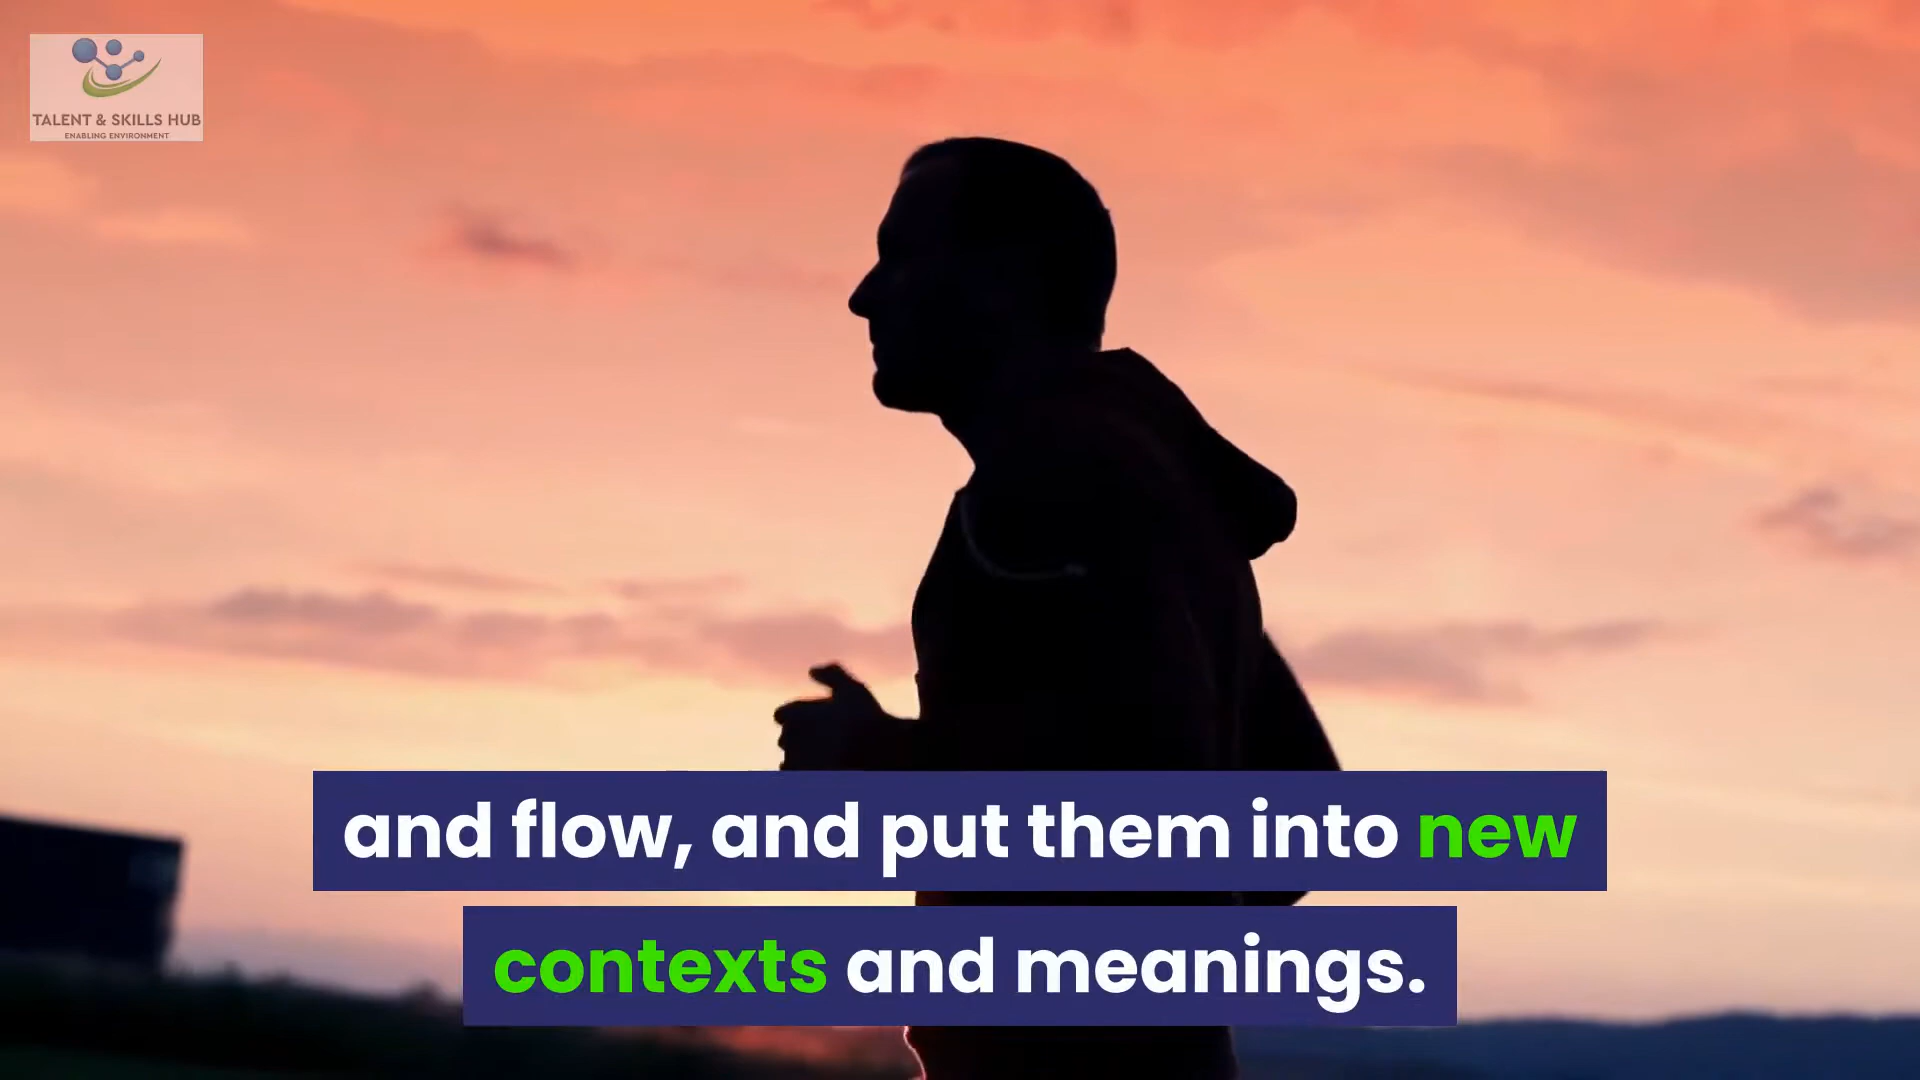 TALENT & SKILLS HUB
ENABLING ENVIRONMENT
and flow, and put them into new
contexts and meanings.